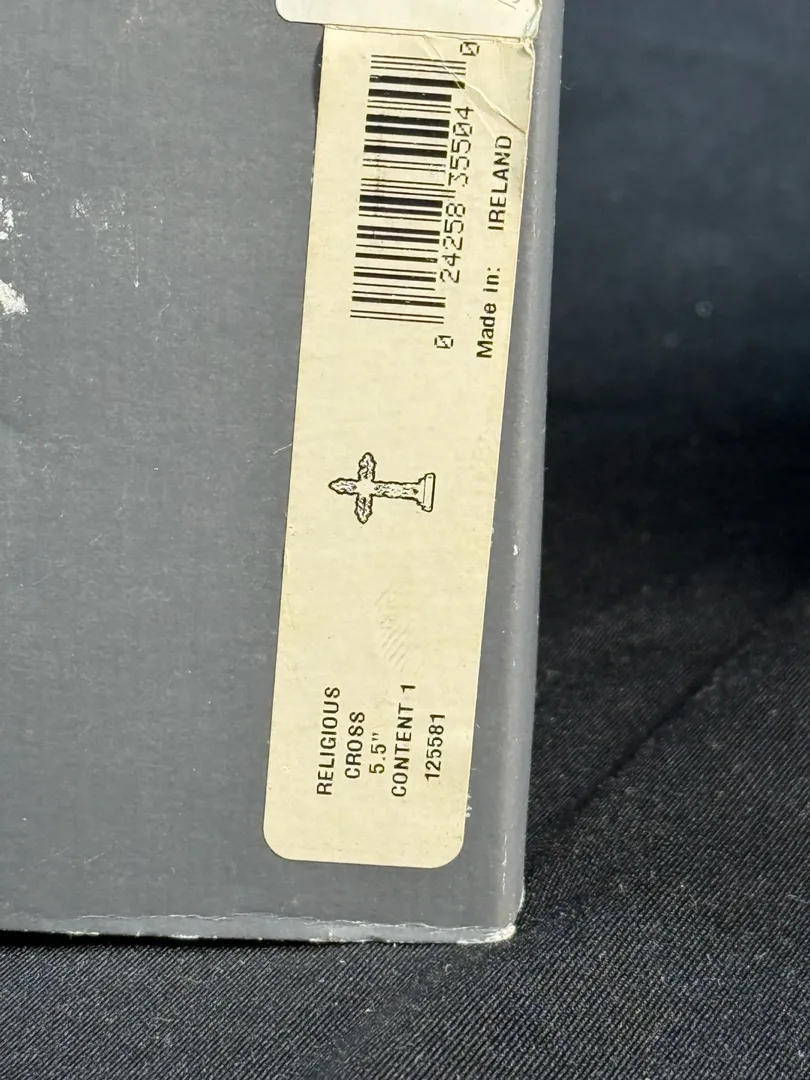 0 24258 35504 0
Made in: IRELAND
RELIGIOUS
CROSS
5.5"
CONTENT 1
125581